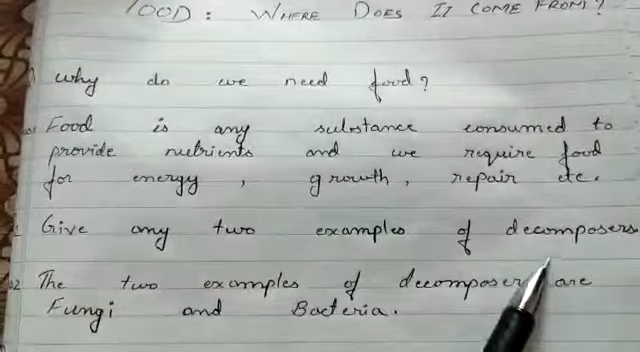 FOOD: WHERE DOES IT COME FROM?
why do we need food?
Food is any substance consumed to
provide nutrients and we require food
for energy, growth, repair etc.
Give any two examples of decomposers
The two examples of decomposer are
Fungi and Bacteria.